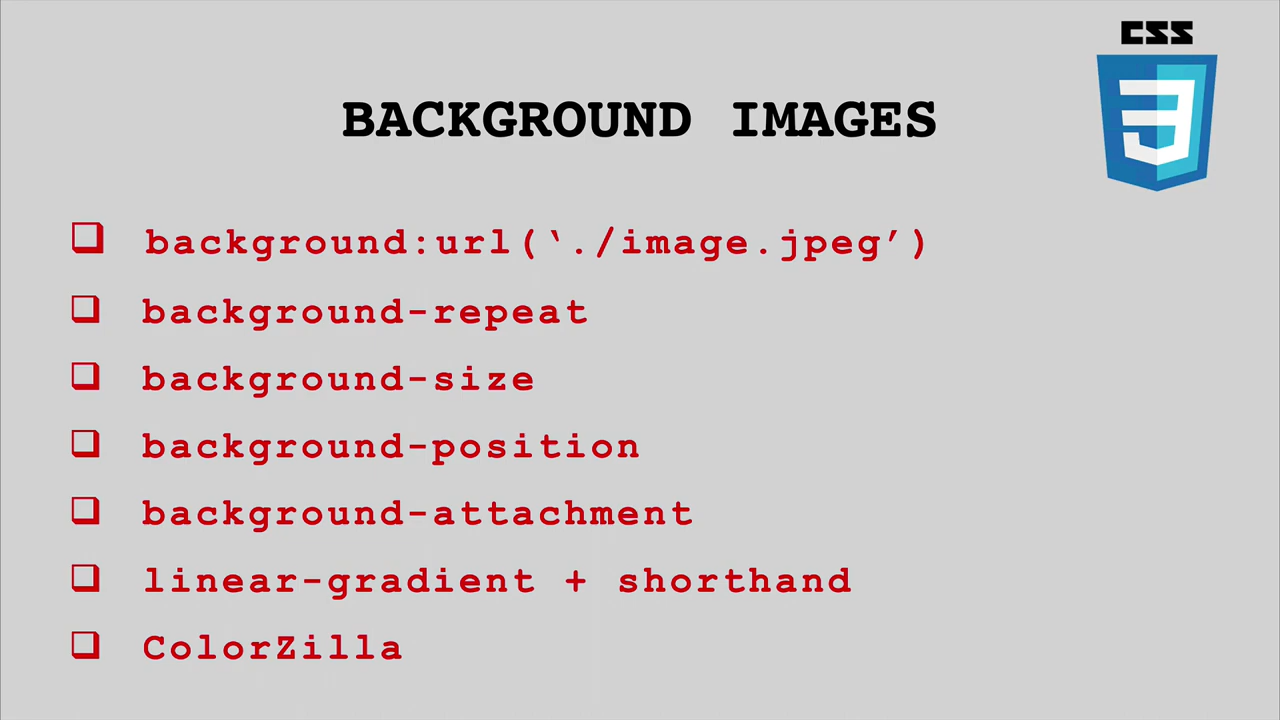 CSS
3
BACKGROUND IMAGES
background:url(‘./image.jpeg’)
background-repeat
background-size
background-position
background-attachment
linear-gradient + shorthand
ColorZilla